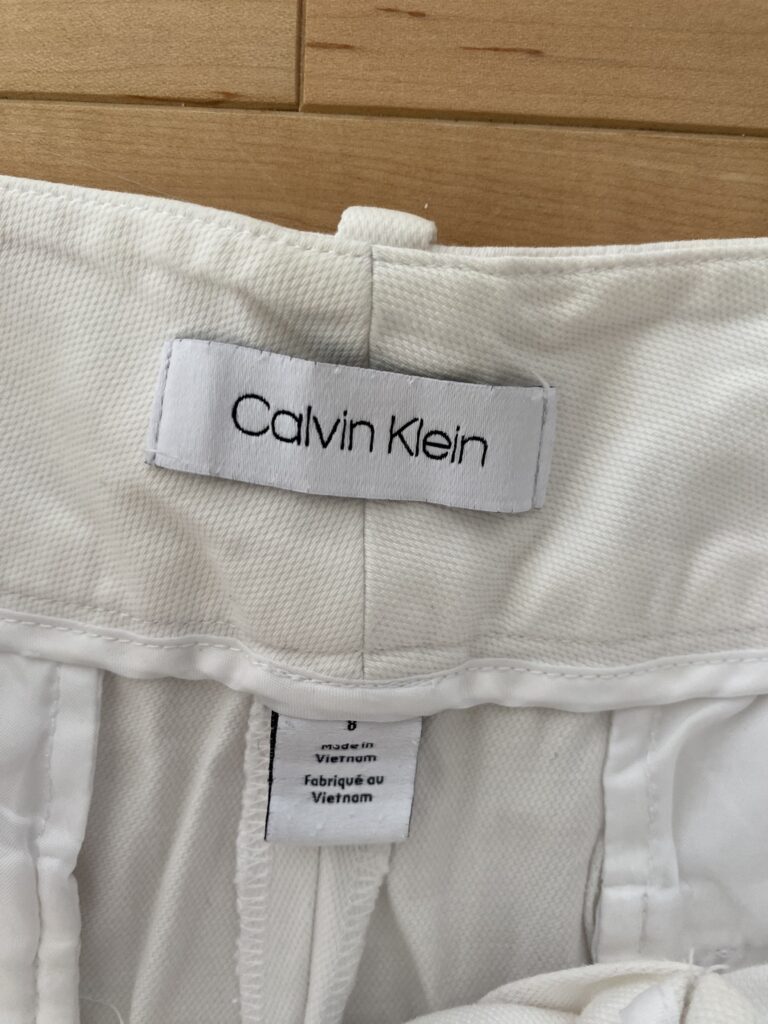 Calvin Klein
8
Made in
Vietnam
Fabriqué au
Vietnam